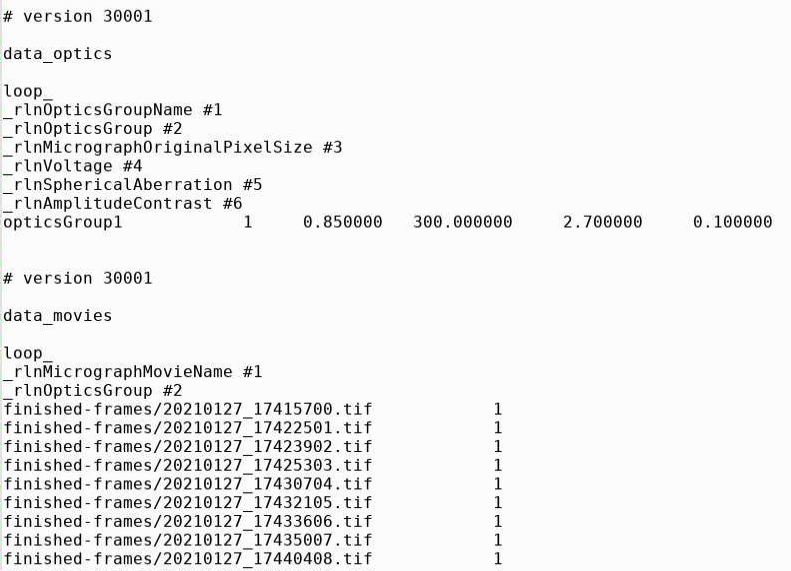 # version 30001
data_optics
loop_
_rlnOpticsGroupName #1
_rlnOpticsGroup #2
_rlnMicrographOriginalPixelSize #3
_rlnVoltage #4
_rlnSphericalAberration #5
_rlnAmplitudeContrast #6
opticsGroup1            1     0.850000   300.000000     2.700000     0.100000
# version 30001
data_movies
loop_
_rlnMicrographMovieName #1
_rlnOpticsGroup #2
finished-frames/20210127_17415700.tif            1
finished-frames/20210127_17422501.tif            1
finished-frames/20210127_17423902.tif            1
finished-frames/20210127_17425303.tif            1
finished-frames/20210127_17430704.tif            1
finished-frames/20210127_17432105.tif            1
finished-frames/20210127_17433606.tif            1
finished-frames/20210127_17435007.tif            1
finished-frames/20210127_17440408.tif            1